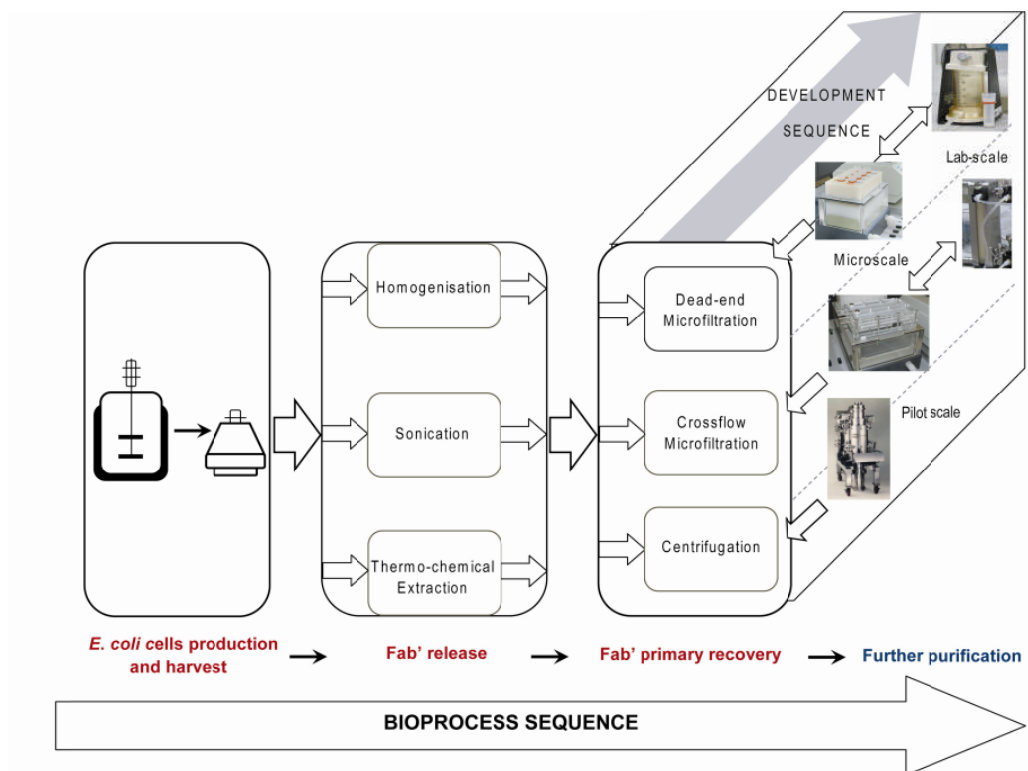 DEVELOPMENT
SEQUENCE
Lab-scale
Microscale
Pilot scale
Homogenisation
Sonication
Thermo-chemical
Extraction
Dead-end
Microfiltration
Crossflow
Microfiltration
Centrifugation
E. coli cells production
and harvest
Fab’ release
Fab’ primary recovery
Further purification
BIOPROCESS SEQUENCE